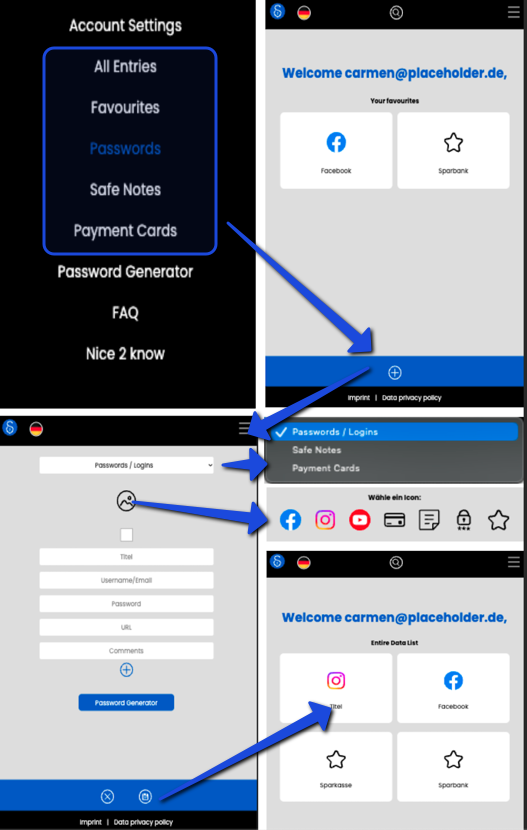 Account Settings
All Entries
Favourites
Passwords
Safe Notes
Payment Cards
Password Generator
FAQ
Nice 2 know
Welcome carmen@placeholder.de,
Your favourites
Facebook
Sparbank
Imprint | Data privacy policy
Passwords / Logins
Titel
Username/Email
Password
URL
Comments
Password Generator
Imprint | Data privacy policy
Passwords / Logins
Safe Notes
Payment Cards
Wähle ein Icon:
Welcome carmen@placeholder.de,
Entire Data List
Titel
Facebook
Sparkasse
Sparbank